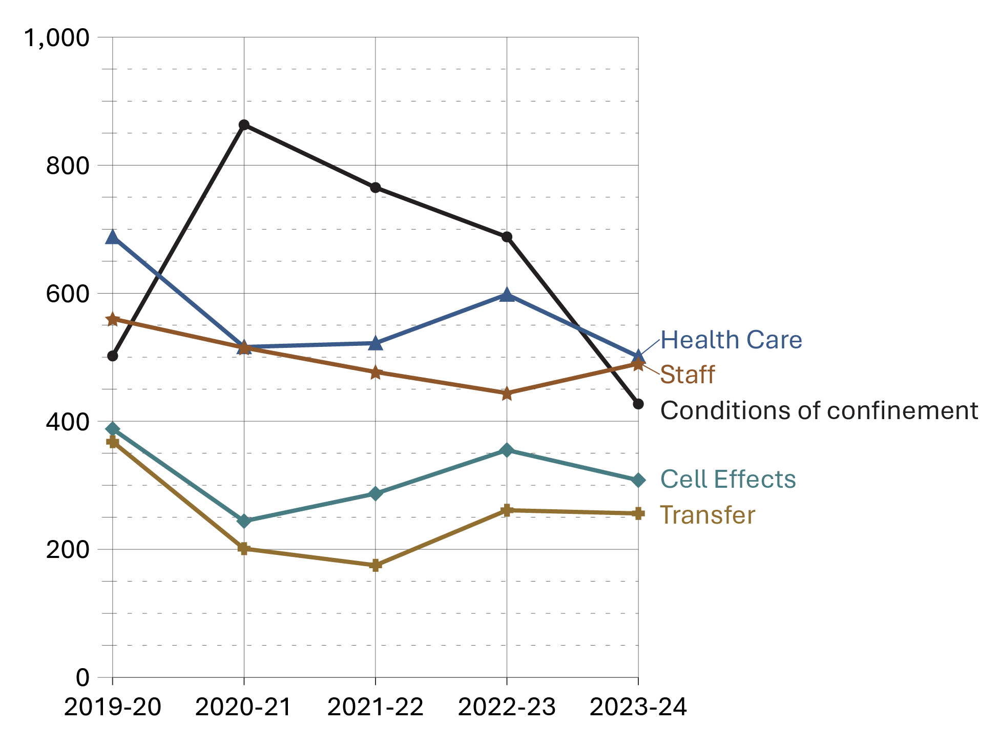 1,000
800
600
Health Care
Staff
Conditions of confinement
400
Cell Effects
Transfer
200
0
2019-20 2020-21 2021-22 2022-23 2023-24